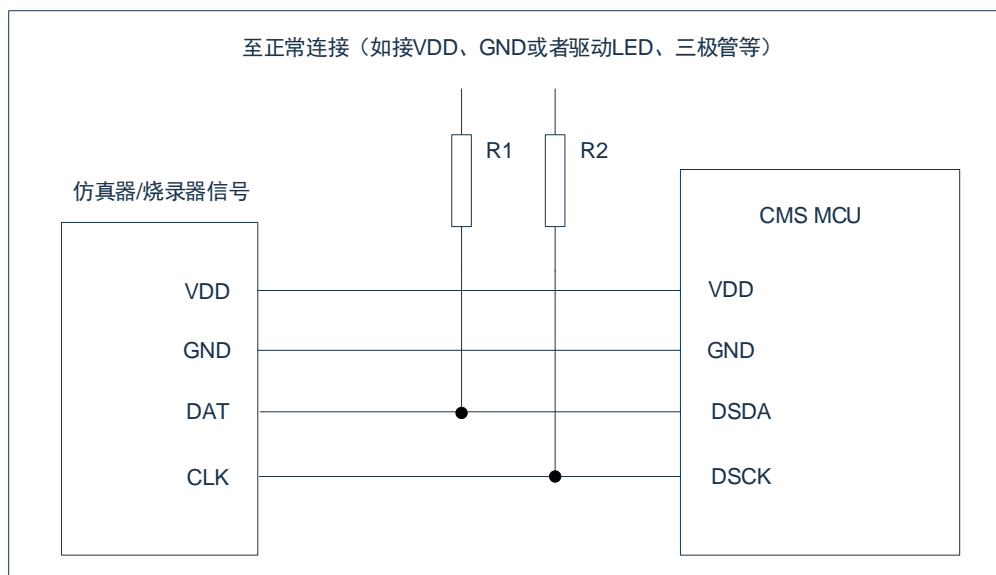 至正常连接（如接VDD、GND或者驱动LED、三极管等）
R1
R2
仿真器/烧录器信号
CMS MCU
VDD
VDD
GND
GND
DAT
DSDA
CLK
DSCK